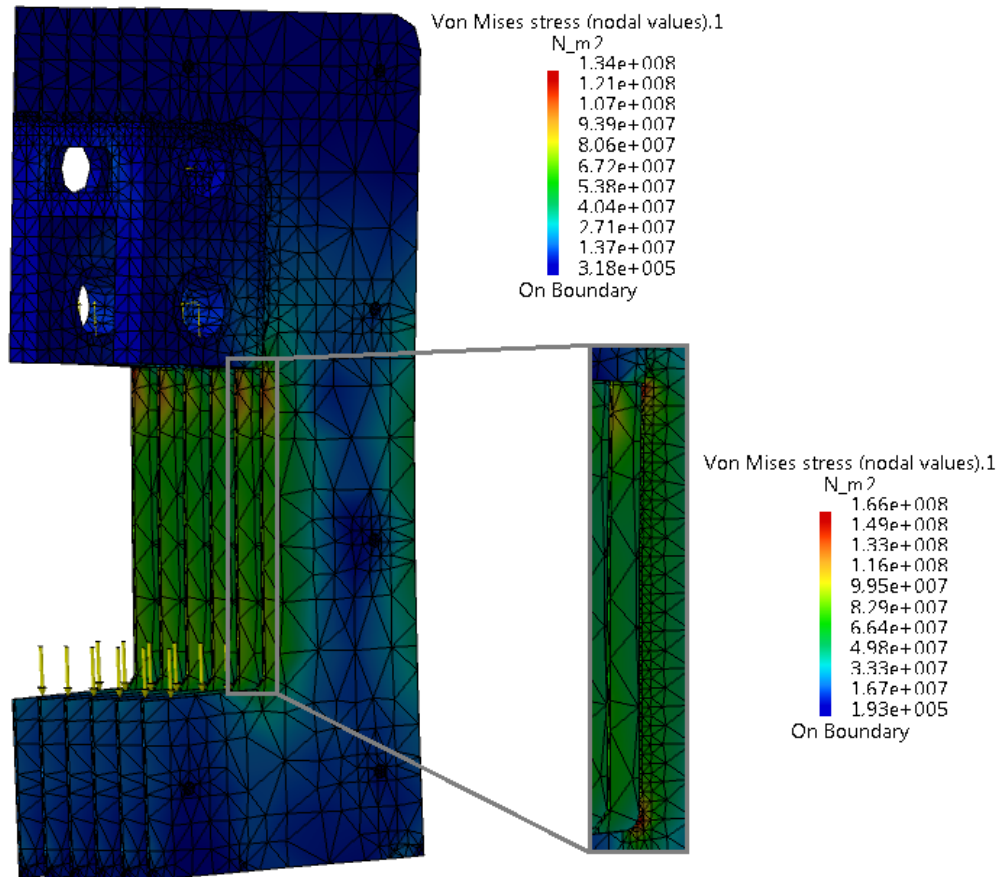 Von Mises stress (nodal values).1
N_m2
1.34e+008
1.21e+008
1.07e+008
9.39e+007
8.06e+007
6.72e+007
5.38e+007
4.04e+007
2.71e+007
1.37e+007
3.18e+005
On Boundary
Von Mises stress (nodal values).1
N_m2
1.66e+008
1.49e+008
1.33e+008
1.16e+008
9.95e+007
8.29e+007
6.64e+007
4.98e+007
3.33e+007
1.67e+007
1.93e+005
On Boundary